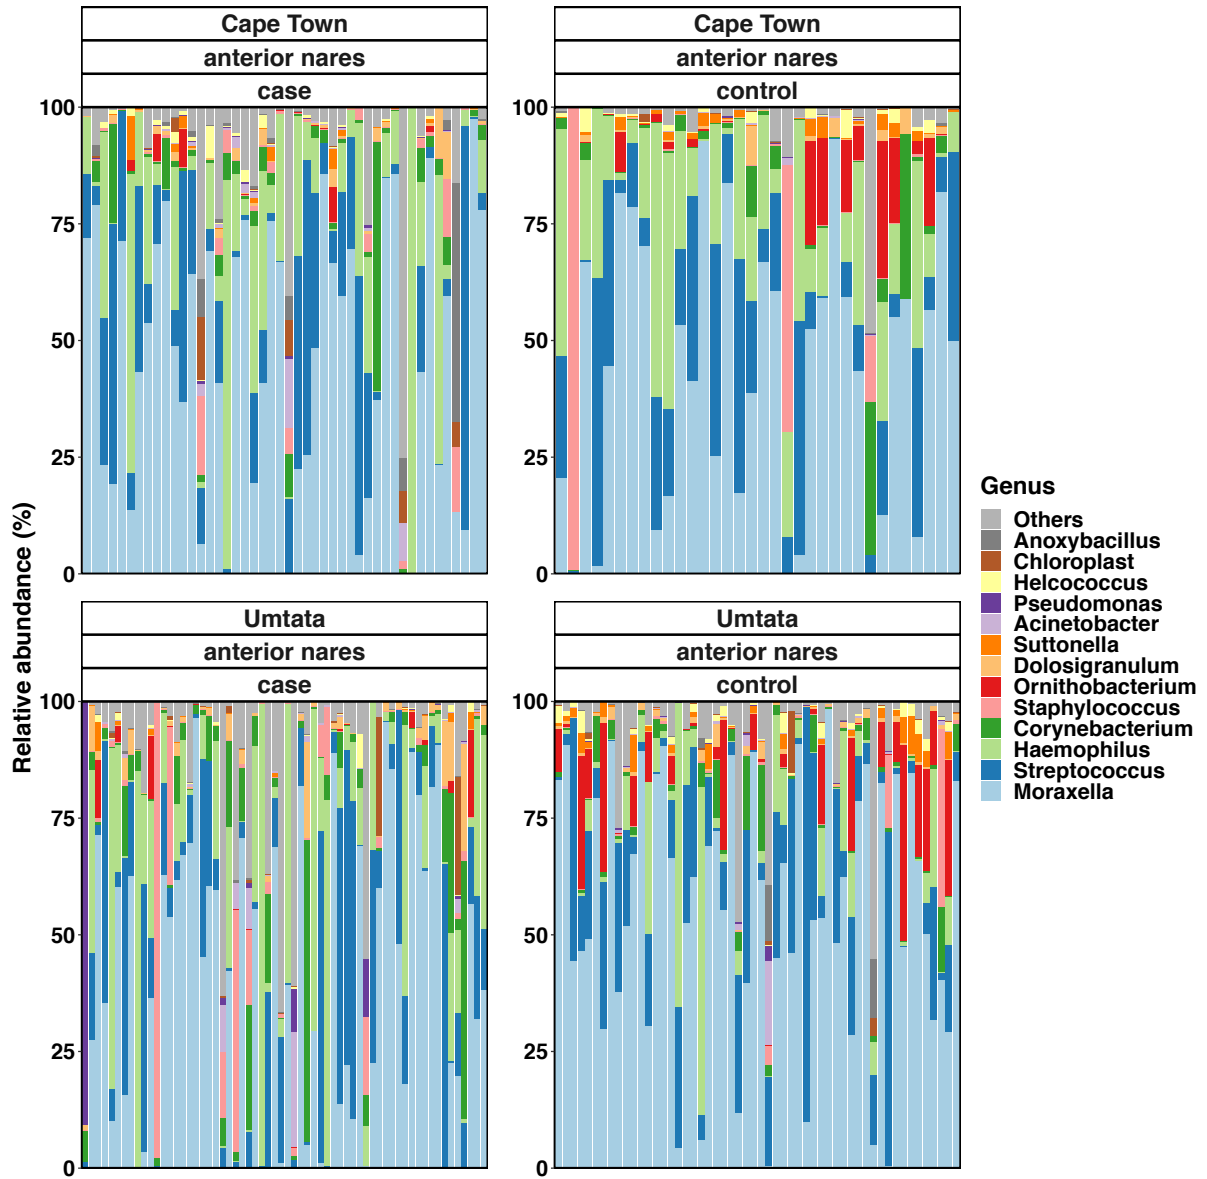 Cape Town
anterior nares
case
Cape Town
anterior nares
control
100
75
50
25
0
100
75
50
25
0
Umtata
anterior nares
case
Umtata
anterior nares
control
100
75
50
25
0
100
75
50
25
0
Relative abundance (%)
Genus
Others
Anoxybacillus
Chloroplast
Helcococcus
Pseudomonas
Acinetobacter
Suttonella
Dolosigranulum
Ornithobacterium
Staphylococcus
Corynebacterium
Haemophilus
Streptococcus
Moraxella